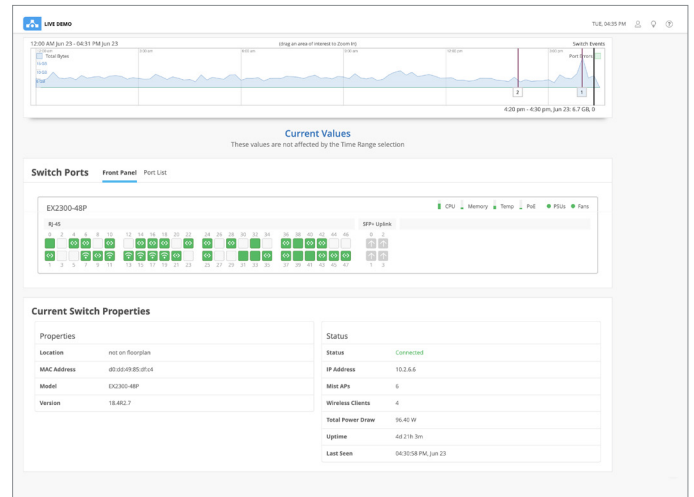 LIVE DEMO
TUE, 04:35 PM
12:00 AM Jun 23 - 04:31 PM Jun 23
(drag an area of interest to Zoom In)
Switch Events
Total Bytes
Port Errors
4:20 pm - 4:30 pm, Jun 23: 6.7 GB, 0
2
1
Current Values
These values are not affected by the Time Range selection
Switch Ports
Front Panel
Port List
EX2300-48P
CPU
Memory
Temp
PoE
PSUs
Fans
RJ-45
SFP+ Uplink
0 2 4 6 8 10 12 14 16 18 20 22 24 26 28 30 32 34 36 38 40 42 44 46 0 2
1 3 5 7 9 11 13 15 17 19 21 23 25 27 29 31 33 35 37 39 41 43 45 47 1 3
Current Switch Properties
Properties
Location not on floorplan
MAC Address d0:dd:49:85:df:c4
Model EX2300-48P
Version 18.4R2.7
Status
Status Connected
IP Address 10.2.6.6
Mist APs 6
Wireless Clients 4
Total Power Draw 96.40 W
Uptime 4d 21h 3m
Last Seen 04:30:58 PM, Jun 23